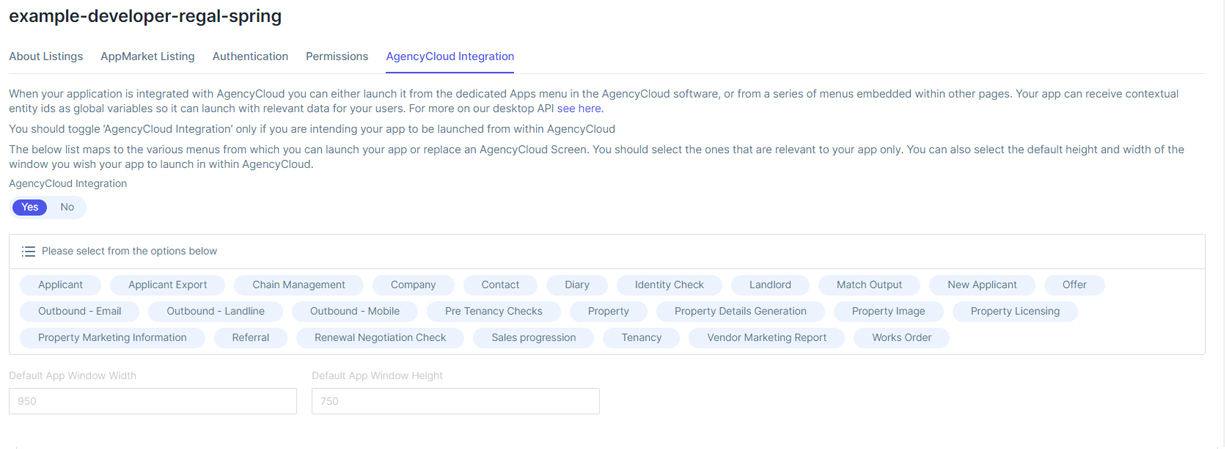 example-developer-regal-spring
About Listings AppMarket Listing Authentication Permissions AgencyCloud Integration
When your application is integrated with AgencyCloud you can either launch it from the dedicated Apps menu in the AgencyCloud software, or from a series of menus embedded within other pages. Your app can receive contextual
entity ids as global variables so it can launch with relevant data for your users. For more on our desktop API see here.
You should toggle ‘AgencyCloud Integration’ only if you are intending your app to be launched from within AgencyCloud
The below list maps to the various menus from which you can launch your app or replace an AgencyCloud Screen. You should select the ones that are relevant to your app only. You can also select the default height and width of the
window you wish your app to launch in within AgencyCloud.
AgencyCloud Integration
Yes No
Please select from the options below
Applicant Applicant Export Chain Management Company Contact Diary Identity Check Landlord Match Output New Applicant Offer
Outbound - Email Outbound - Landline Outbound - Mobile Pre Tenancy Checks Property Property Details Generation Property Image Property Licensing
Property Marketing Information Referral Renewal Negotiation Check Sales progression Tenancy Vendor Marketing Report Works Order
Default App Window Width Default App Window Height
950 750